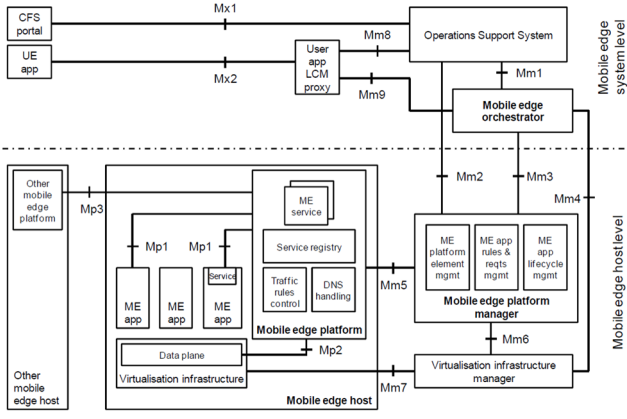 CFS
portal
Mx1
Operations Support System
Mobile edge
system level
UE
app
Mx2
User
app
LCM
proxy
Mm8
Mm9
Mm1
Mobile edge
orchestrator
Mm2
Mm3
Mm4
Other
mobile
edge
platform
Mp3
ME
service
Service registry
Traffic
rules
control
DNS
handling
Mobile edge platform
Mp1
Mp1
ME
app
ME
app
Service
ME
app
Mp2
Data plane
Virtualisation infrastructure
Mobile edge host
Other
mobile
edge host
Mm5
ME
platform
element
mgmt
ME app
rules &
reqts
mgmt
ME
app
lifecycle
mgmt
Mobile edge platform
manager
Mm6
Mm7
Virtualisation infrastructure
manager
Mobile edge host level